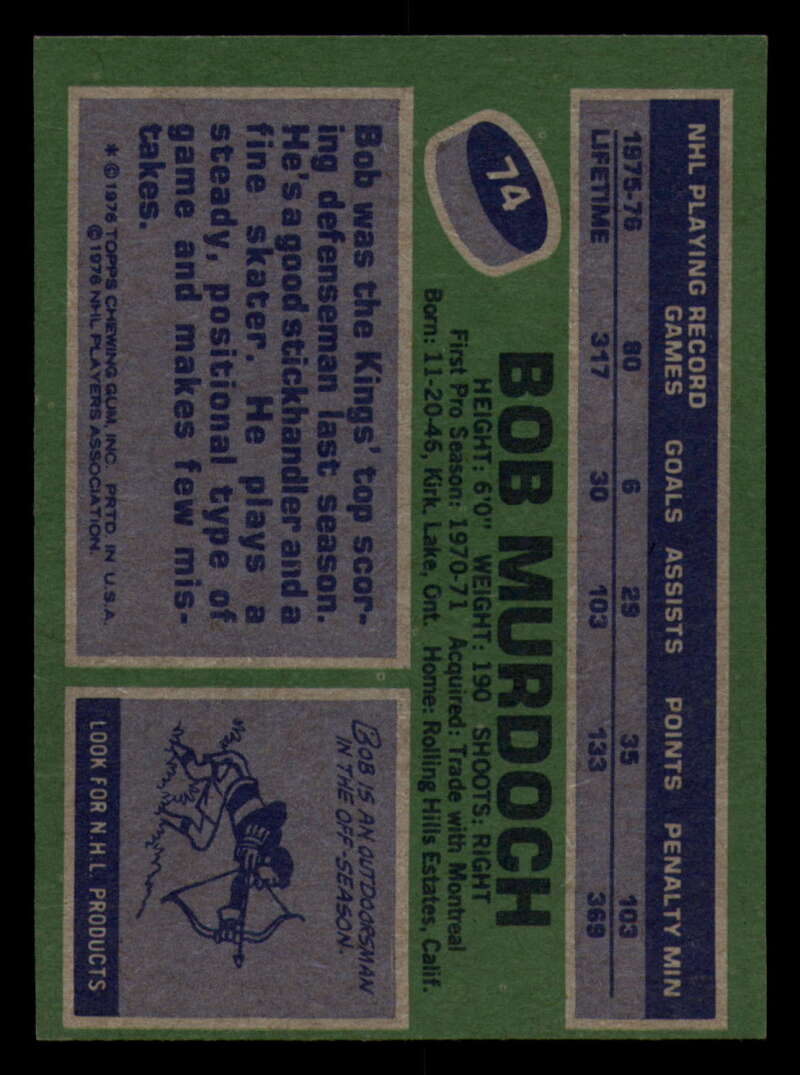 NHL PLAYING RECORD
GAMES GOALS ASSISTS POINTS PENALTY MIN
1975-76 80 6 29 35 103
LIFETIME 317 30 103 133 369
74
BOB MURDOCH
HEIGHT: 6'0" WEIGHT: 190 SHOOTS: RIGHT
First Pro Season: 1970-71 Acquired: Trade with Montreal
Born: 11-20-46, Kirk. Lake, Ont. Home: Rolling Hills Estates, Calif.
Bob was the Kings' top scor-
ing defenseman last season.
He's a good stickhandler and a
fine skater. He plays a
steady, positional type of
game and makes few mis-
takes.
* © 1976 TOPPS CHEWING GUM, INC. PRTD. IN U.S.A.
© 1976 NHL PLAYERS ASSOCIATION.
BOB IS AN OUTDOORSMAN
IN THE OFF-SEASON.
LOOK FOR N.H.L. PRODUCTS